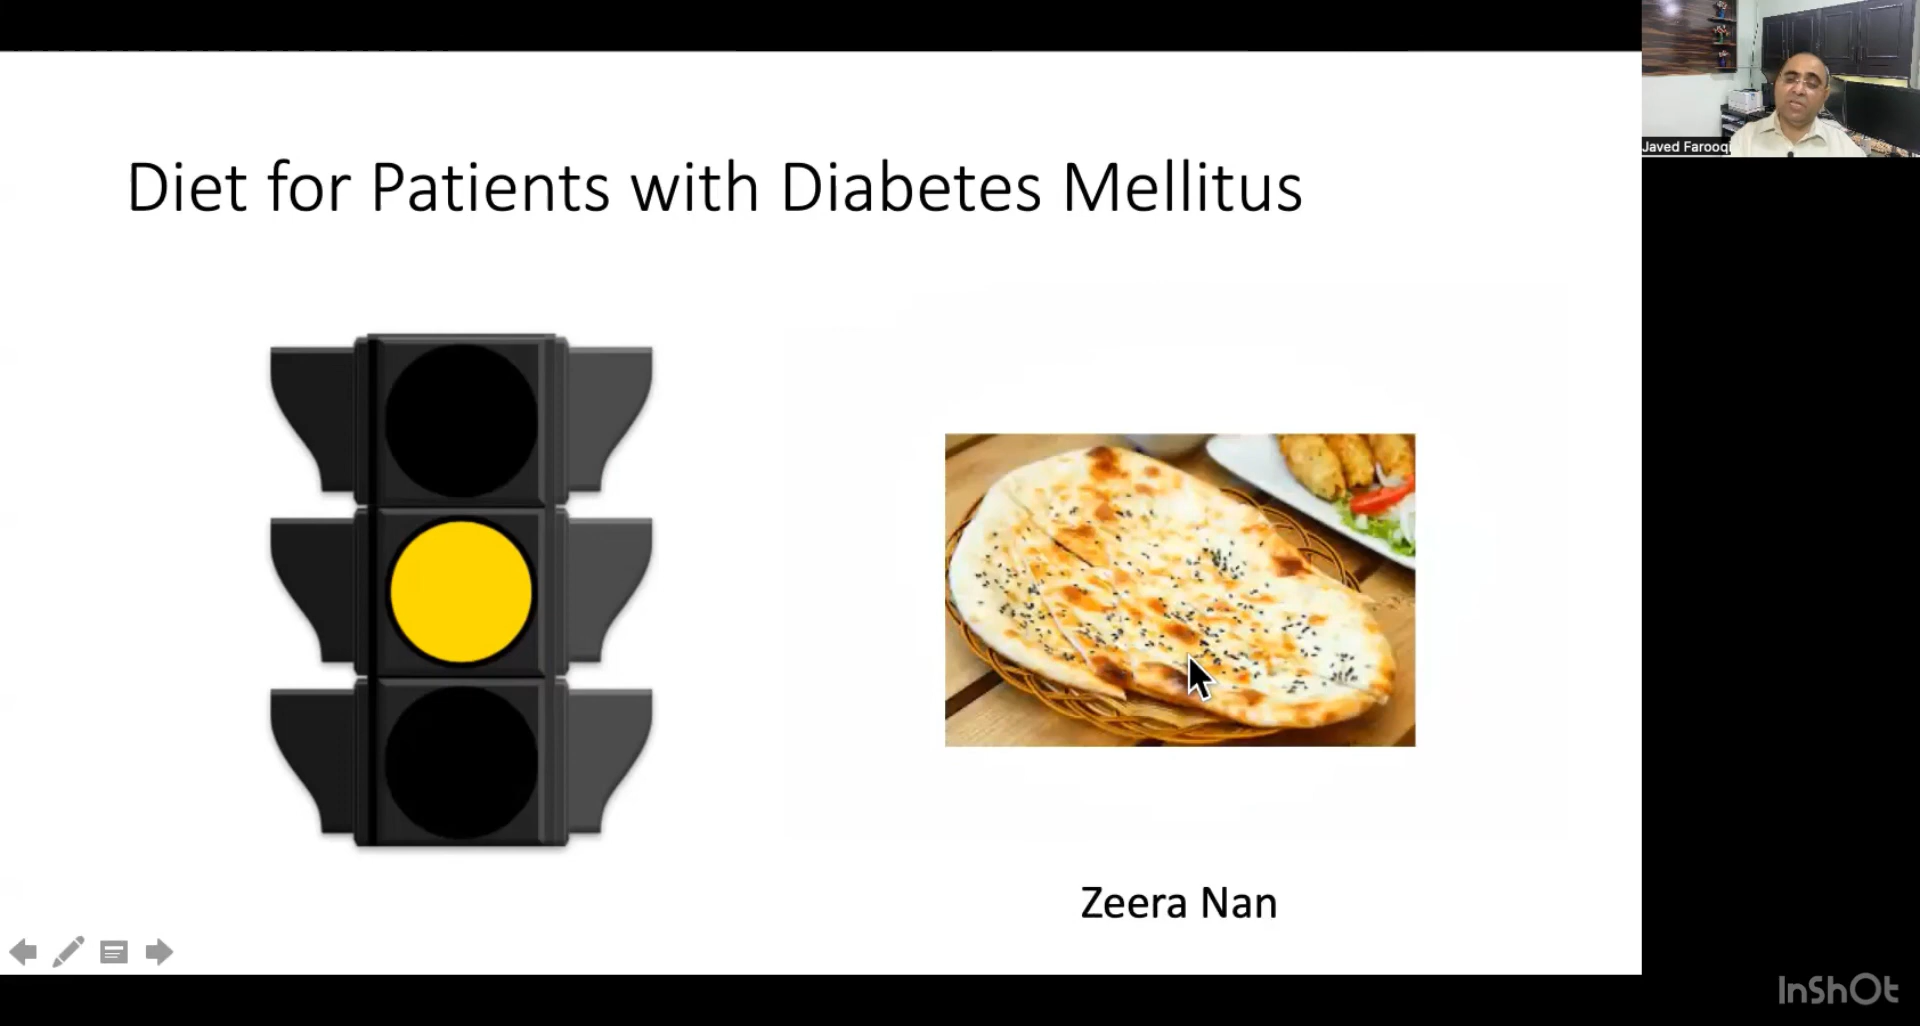 Diet for Patients with Diabetes Mellitus
Javed Farooqi
Zeera Nan
InShOt